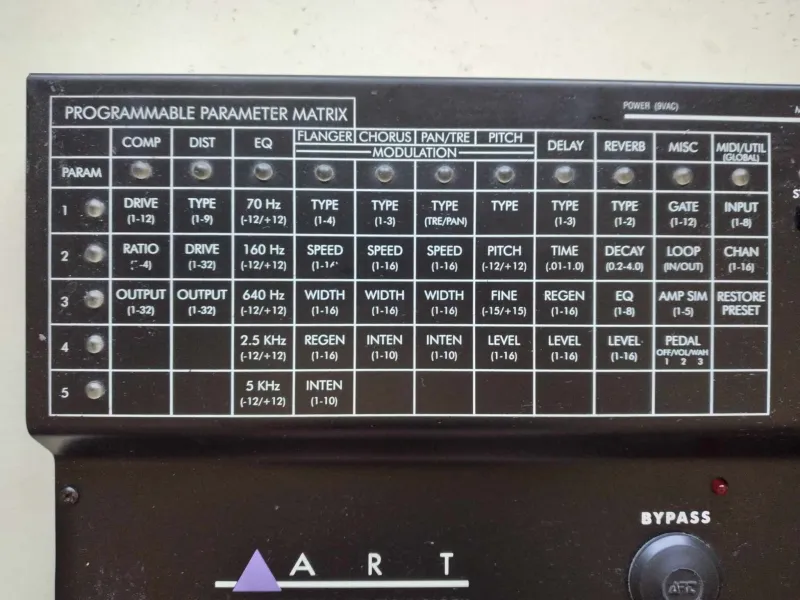 POWER (9VAC)
PROGRAMMABLE PARAMETER MATRIX
COMP DIST EQ FLANGER CHORUS PAN/TRE PITCH DELAY REVERB MISC MIDI/UTIL
MODULATION (GLOBAL)
PARAM
1 DRIVE TYPE 70 Hz TYPE TYPE TYPE TYPE TYPE TYPE GATE INPUT
(1-12) (1-9) (-12/+12) (1-4) (1-3) (TRE/PAN) (1-3) (1-2) (1-12) (1-8)
2 RATIO DRIVE 160 Hz SPEED SPEED SPEED PITCH TIME DECAY LOOP CHAN
(1-32) (-12/+12) (1-16) (1-16) (-12/+12) (.01-1.0) (0.2-4.0) (IN/OUT) (1-16)
3 OUTPUT OUTPUT 640 Hz WIDTH WIDTH WIDTH FINE REGEN EQ AMP SIM RESTORE
(1-32) (1-32) (-12/+12) (1-16) (1-16) (1-16) (-15/+15) (1-16) (1-8) (1-5) PRESET
4 2.5 KHz REGEN INTEN INTEN LEVEL LEVEL LEVEL PEDAL
(-12/+12) (1-16) (1-10) (1-10) (1-16) (1-16) (1-16) OFF/VOL/WAH
1 2 3
5 5 KHz INTEN
(-12/+12) (1-10)
BYPASS
ART
ART